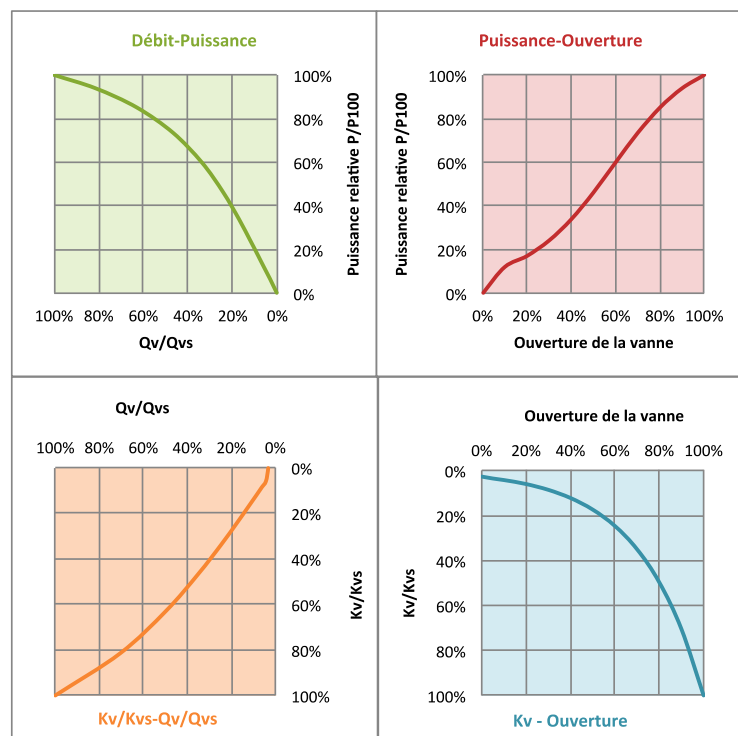 Débit-Puissance
100%
80%
60%
40%
20%
0%
Puissance relative P/P100
100% 80% 60% 40% 20% 0%
Qv/Qvs
Puissance-Ouverture
Puissance relative P/P100
100%
80%
60%
40%
20%
0%
0% 20% 40% 60% 80% 100%
Ouverture de la vanne
Qv/Qvs
100% 80% 60% 40% 20% 0%
0%
20%
40%
60%
80%
100%
Kv/Kvs
Kv/Kvs-Qv/Qvs
Ouverture de la vanne
0% 20% 40% 60% 80% 100%
Kv/Kvs
0%
20%
40%
60%
80%
100%
Kv - Ouverture